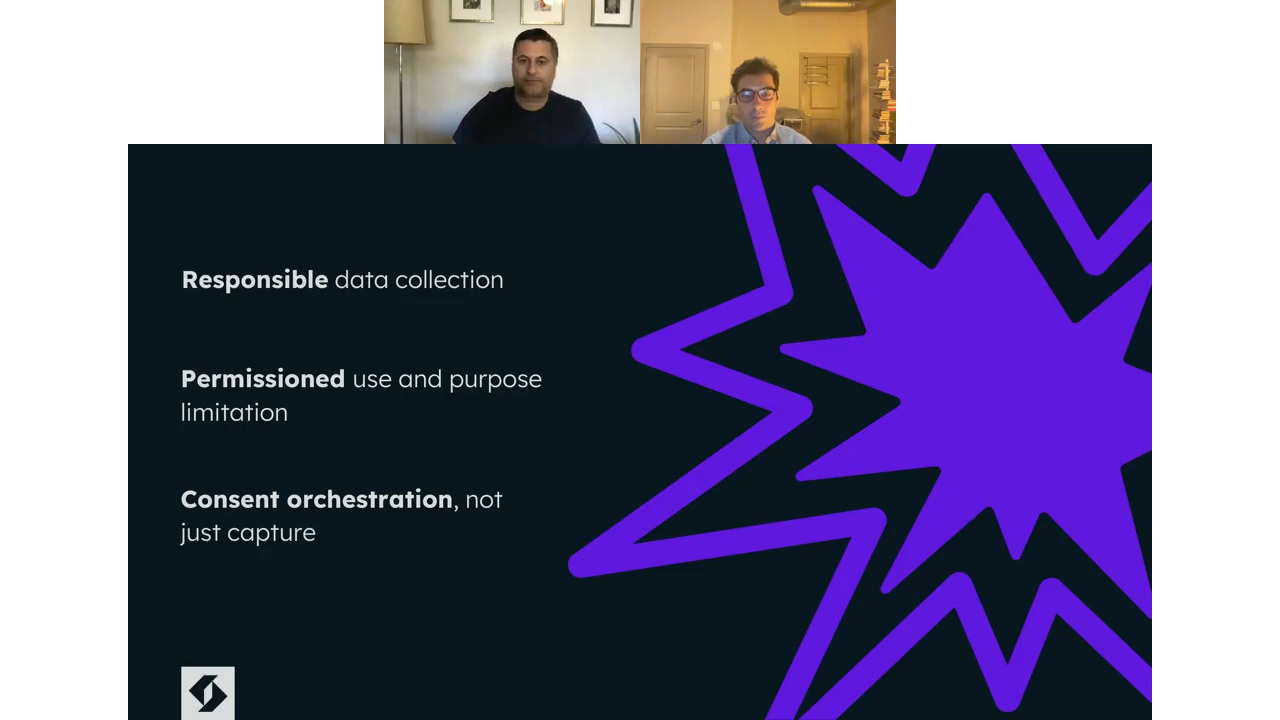 Responsible data collection
Permissioned use and purpose
limitation
Consent orchestration, not
just capture